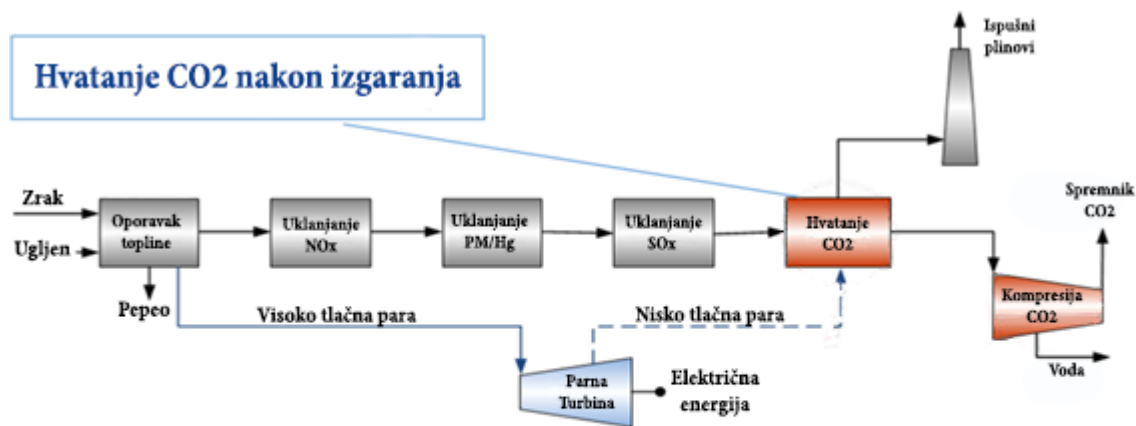 Ispušni
plinovi
Hvatanje CO2 nakon izgaranja
Zrak
Ugljen
Oporavak
topline
Uklanjanje
NOx
Uklanjanje
PM/Hg
Uklanjanje
SOx
Hvatanje
CO2
Spremnik
CO2
Pepeo
Visoko tlačna para
Nisko tlačna para
Kompresija
CO2
Voda
Parna
Turbina
Električna
energija